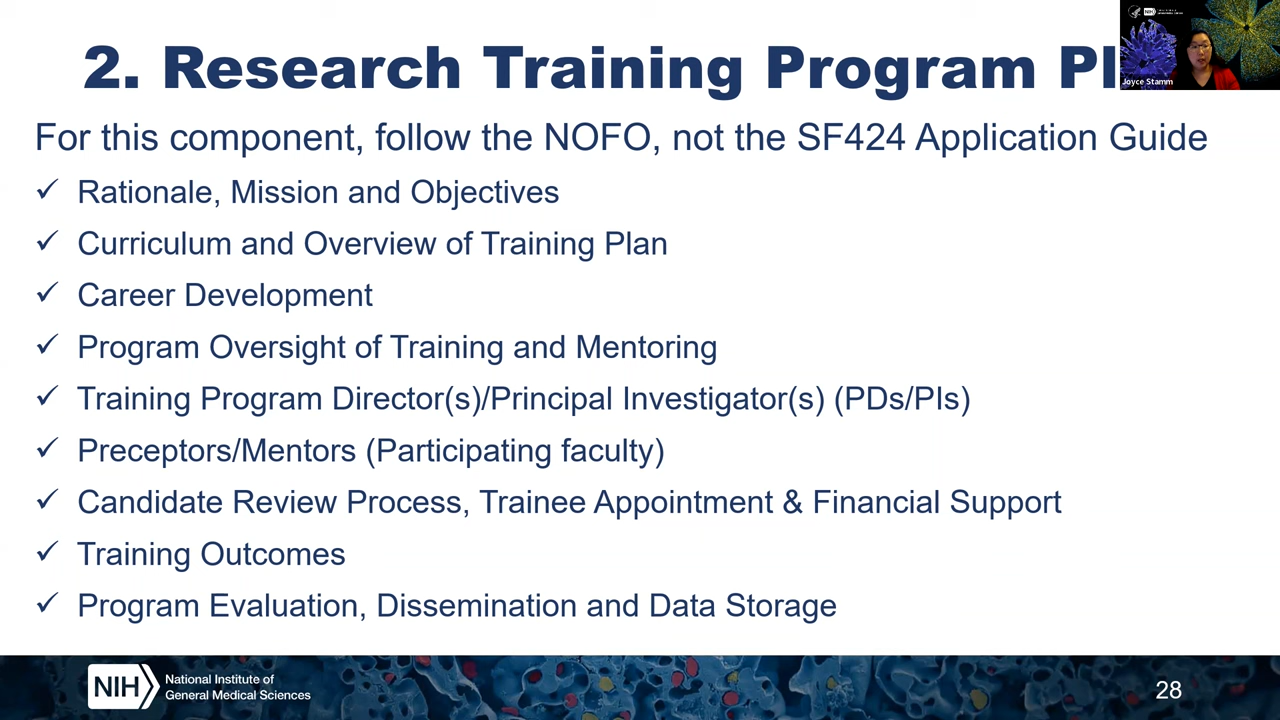 2. Research Training Program Pl
Joyce Stamm
For this component, follow the NOFO, not the SF424 Application Guide
✓ Rationale, Mission and Objectives
✓ Curriculum and Overview of Training Plan
✓ Career Development
✓ Program Oversight of Training and Mentoring
✓ Training Program Director(s)/Principal Investigator(s) (PDs/PIs)
✓ Preceptors/Mentors (Participating faculty)
✓ Candidate Review Process, Trainee Appointment & Financial Support
✓ Training Outcomes
✓ Program Evaluation, Dissemination and Data Storage
NIH
National Institute of
General Medical Sciences
28